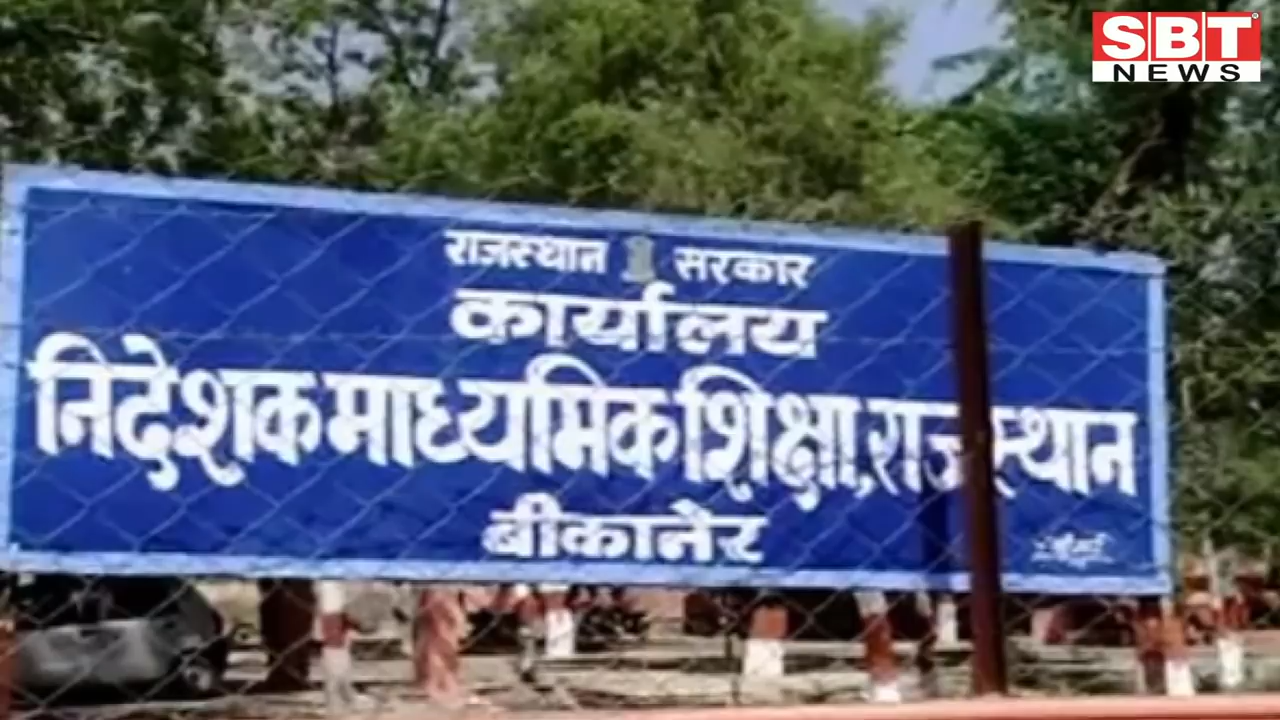 SBT
NEWS
राजस्थान सरकार
कार्यालय
निदेशक माध्यमिक शिक्षा, राजस्थान
बीकानेर